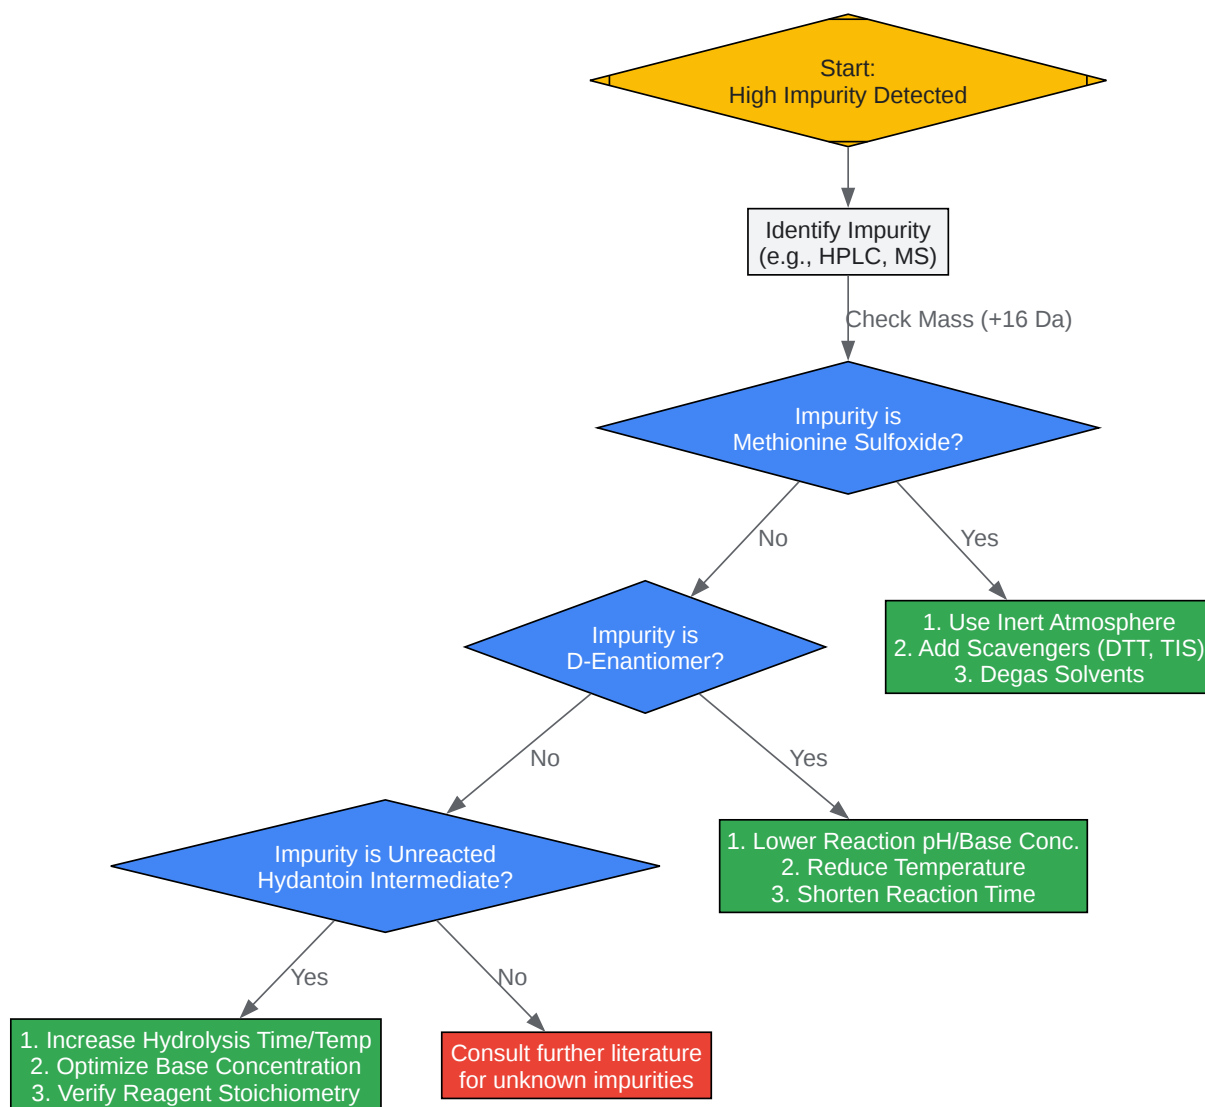 Start:
High Impurity Detected
Identify Impurity
(e.g., HPLC, MS)
Check Mass (+16 Da)
Impurity is
Methionine Sulfoxide?
No
Yes
Impurity is
D-Enantiomer?
1. Use Inert Atmosphere
2. Add Scavengers (DTT, TIS)
3. Degas Solvents
No
Yes
Impurity is Unreacted
Hydantoin Intermediate?
1. Lower Reaction pH/Base Conc.
2. Reduce Temperature
3. Shorten Reaction Time
Yes
No
1. Increase Hydrolysis Time/Temp
2. Optimize Base Concentration
3. Verify Reagent Stoichiometry
Consult further literature
for unknown impurities